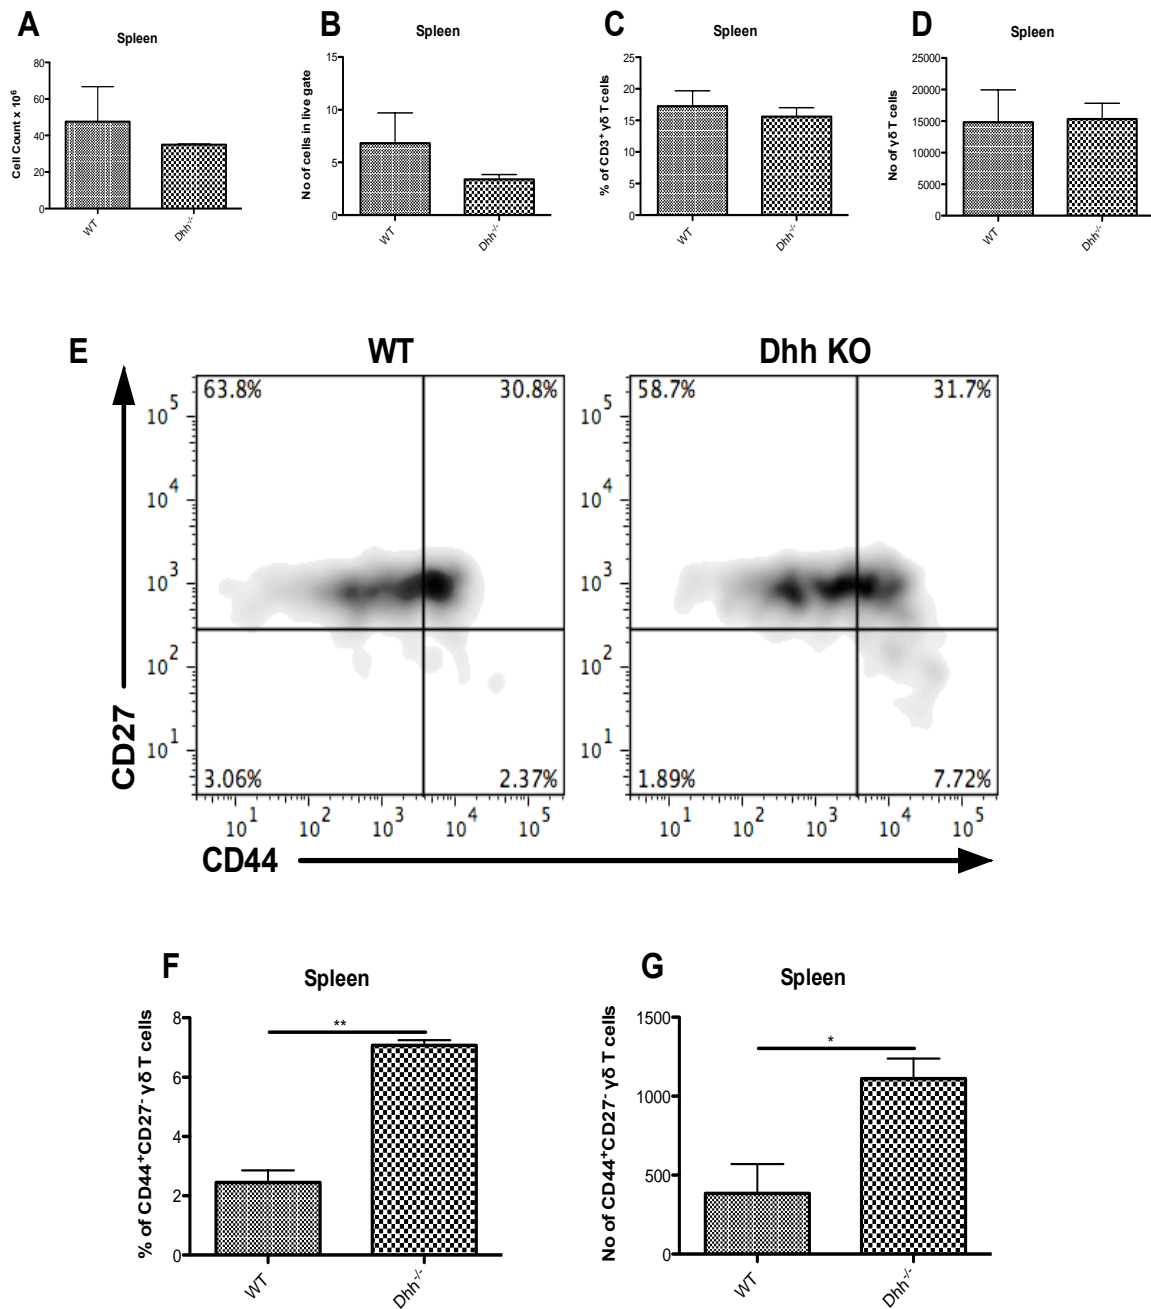 A
Spleen
Cell Count x 10⁶
80
60
40
20
0
WT
Dhh⁻/⁻
B
Spleen
No of cells in live gate
15
10
5
0
WT
Dhh⁻/⁻
C
Spleen
% of CD3⁺ γδ T cells
25
20
15
10
5
0
WT
Dhh⁻/⁻
D
Spleen
No of γδ T cells
25000
20000
15000
10000
5000
0
WT
Dhh⁻/⁻
E
WT
Dhh KO
63.8%
30.8%
3.06%
2.37%
10⁵
10⁴
10³
10²
10¹
10¹
10²
10³
10⁴
10⁵
58.7%
31.7%
1.89%
7.72%
10⁵
10⁴
10³
10²
10¹
10¹
10²
10³
10⁴
10⁵
CD27
CD44
F
Spleen
% of CD44⁺CD27⁻ γδ T cells
8
6
4
2
0
**
WT
Dhh⁻/⁻
G
Spleen
No of CD44⁺CD27⁻ γδ T cells
1500
1000
500
0
*
WT
Dhh⁻/⁻